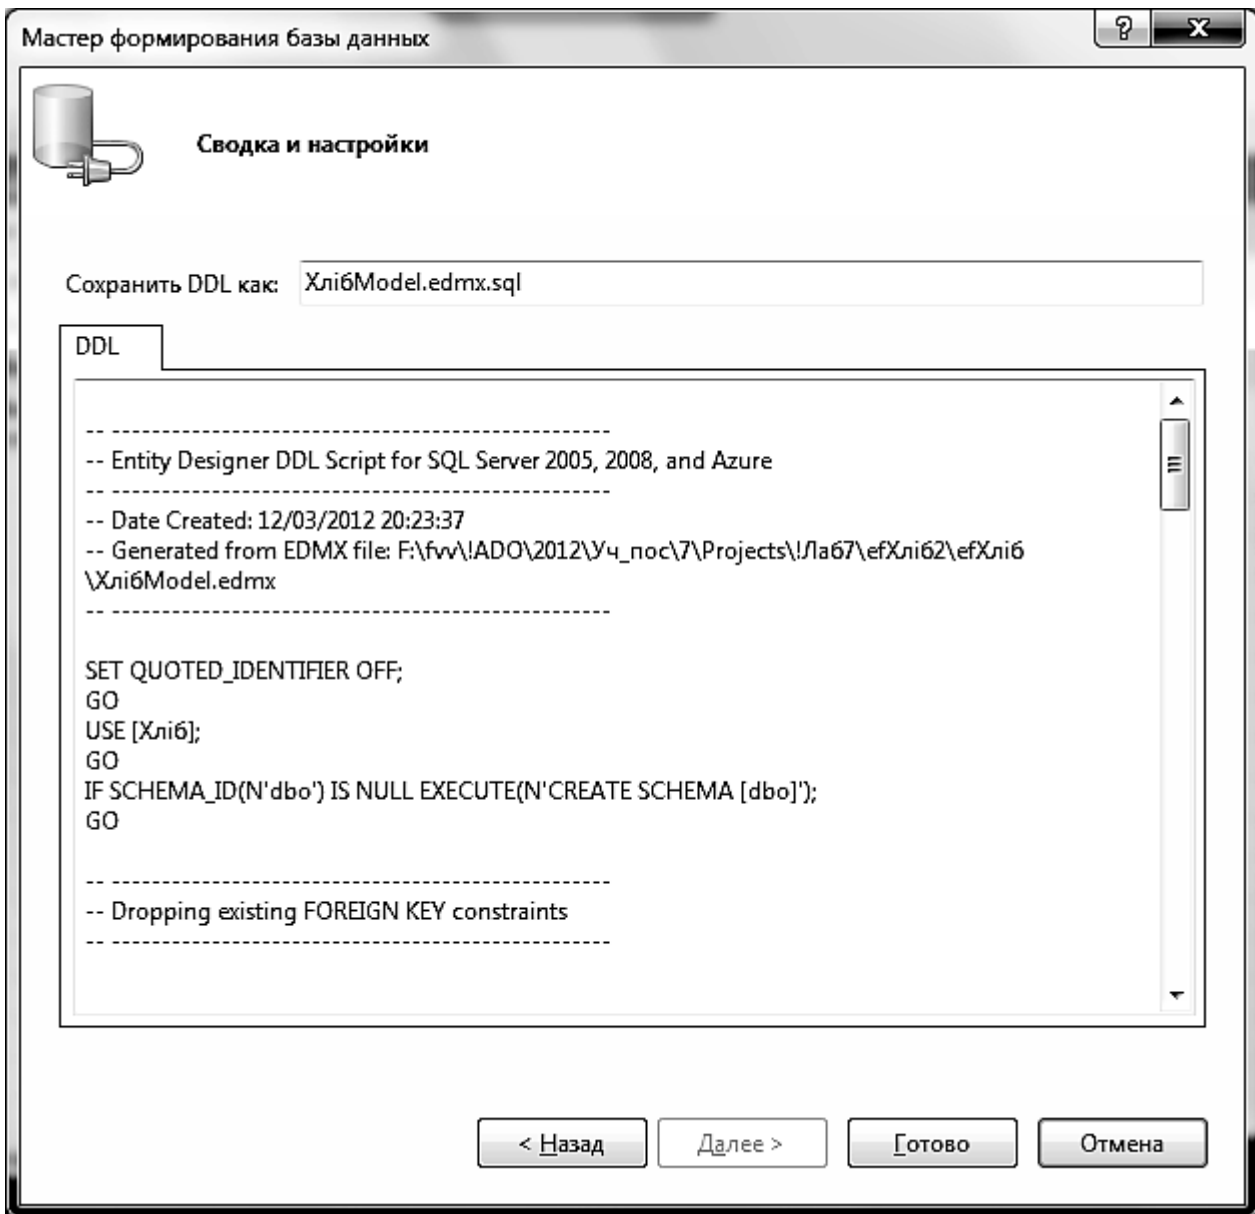 Мастер формирования базы данных
Сводка и настройки
Сохранить DDL как: ХлібModel.edmx.sql
DDL
-- --------------------------------------------------
-- Entity Designer DDL Script for SQL Server 2005, 2008, and Azure
-- --------------------------------------------------
-- Date Created: 12/03/2012 20:23:37
-- Generated from EDMX file: F:\fvv\!ADO\2012\Уч_пос\7\Projects\!Лаб7\efХліб2\efХліб
\ХлібModel.edmx
-- --------------------------------------------------
SET QUOTED_IDENTIFIER OFF;
GO
USE [Хліб];
GO
IF SCHEMA_ID(N'dbo') IS NULL EXECUTE(N'CREATE SCHEMA [dbo]');
GO
-- --------------------------------------------------
-- Dropping existing FOREIGN KEY constraints
-- --------------------------------------------------
< Назад Далее > Готово Отмена